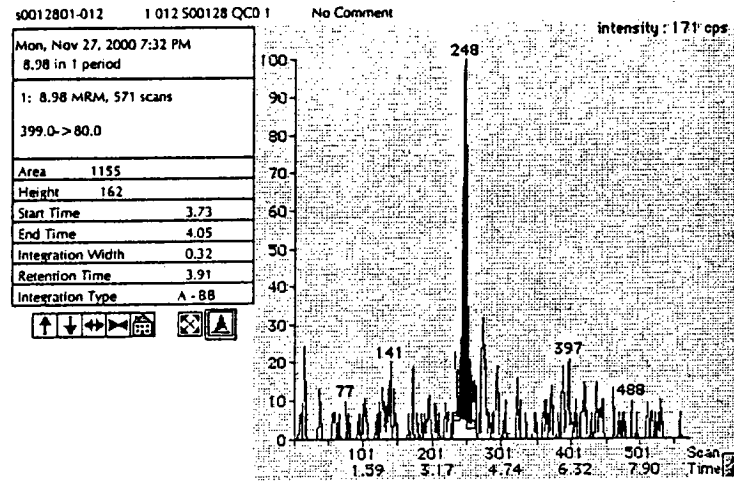 s0012801-012 1 012 S00128 QC0 1 No Comment
intensity : 171 cps
Mon, Nov 27, 2000 7:32 PM
8.98 in 1 period
1: 8.98 MRM, 571 scans
399.0->80.0
Area 1155
Height 162
Start Time 3.73
End Time 4.05
Integration Width 0.32
Retention Time 3.91
Integration Type A - BB
248
100
90
80
70
60
50
40
30
20
10
0
141
77
397
488
101 201 301 401 501 Scan
1.59 3.17 4.74 6.32 7.90 Time